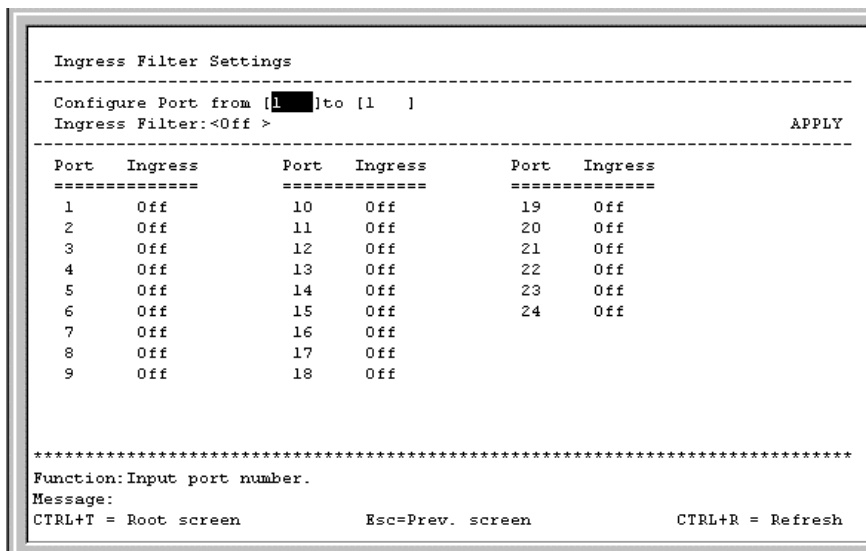 Ingress Filter Settings
--------------------------------------------------------------------------------
Configure Port from [1   ]to [1   ]
Ingress Filter:<Off >                                                    APPLY
--------------------------------------------------------------------------------
Port   Ingress        Port   Ingress        Port   Ingress
==============        ==============        ==============
1      Off            10     Off            19     Off
2      Off            11     Off            20     Off
3      Off            12     Off            21     Off
4      Off            13     Off            22     Off
5      Off            14     Off            23     Off
6      Off            15     Off            24     Off
7      Off            16     Off
8      Off            17     Off
9      Off            18     Off
********************************************************************************
Function:Input port number.
Message:
CTRL+T = Root screen            Esc=Prev. screen              CTRL+R = Refresh